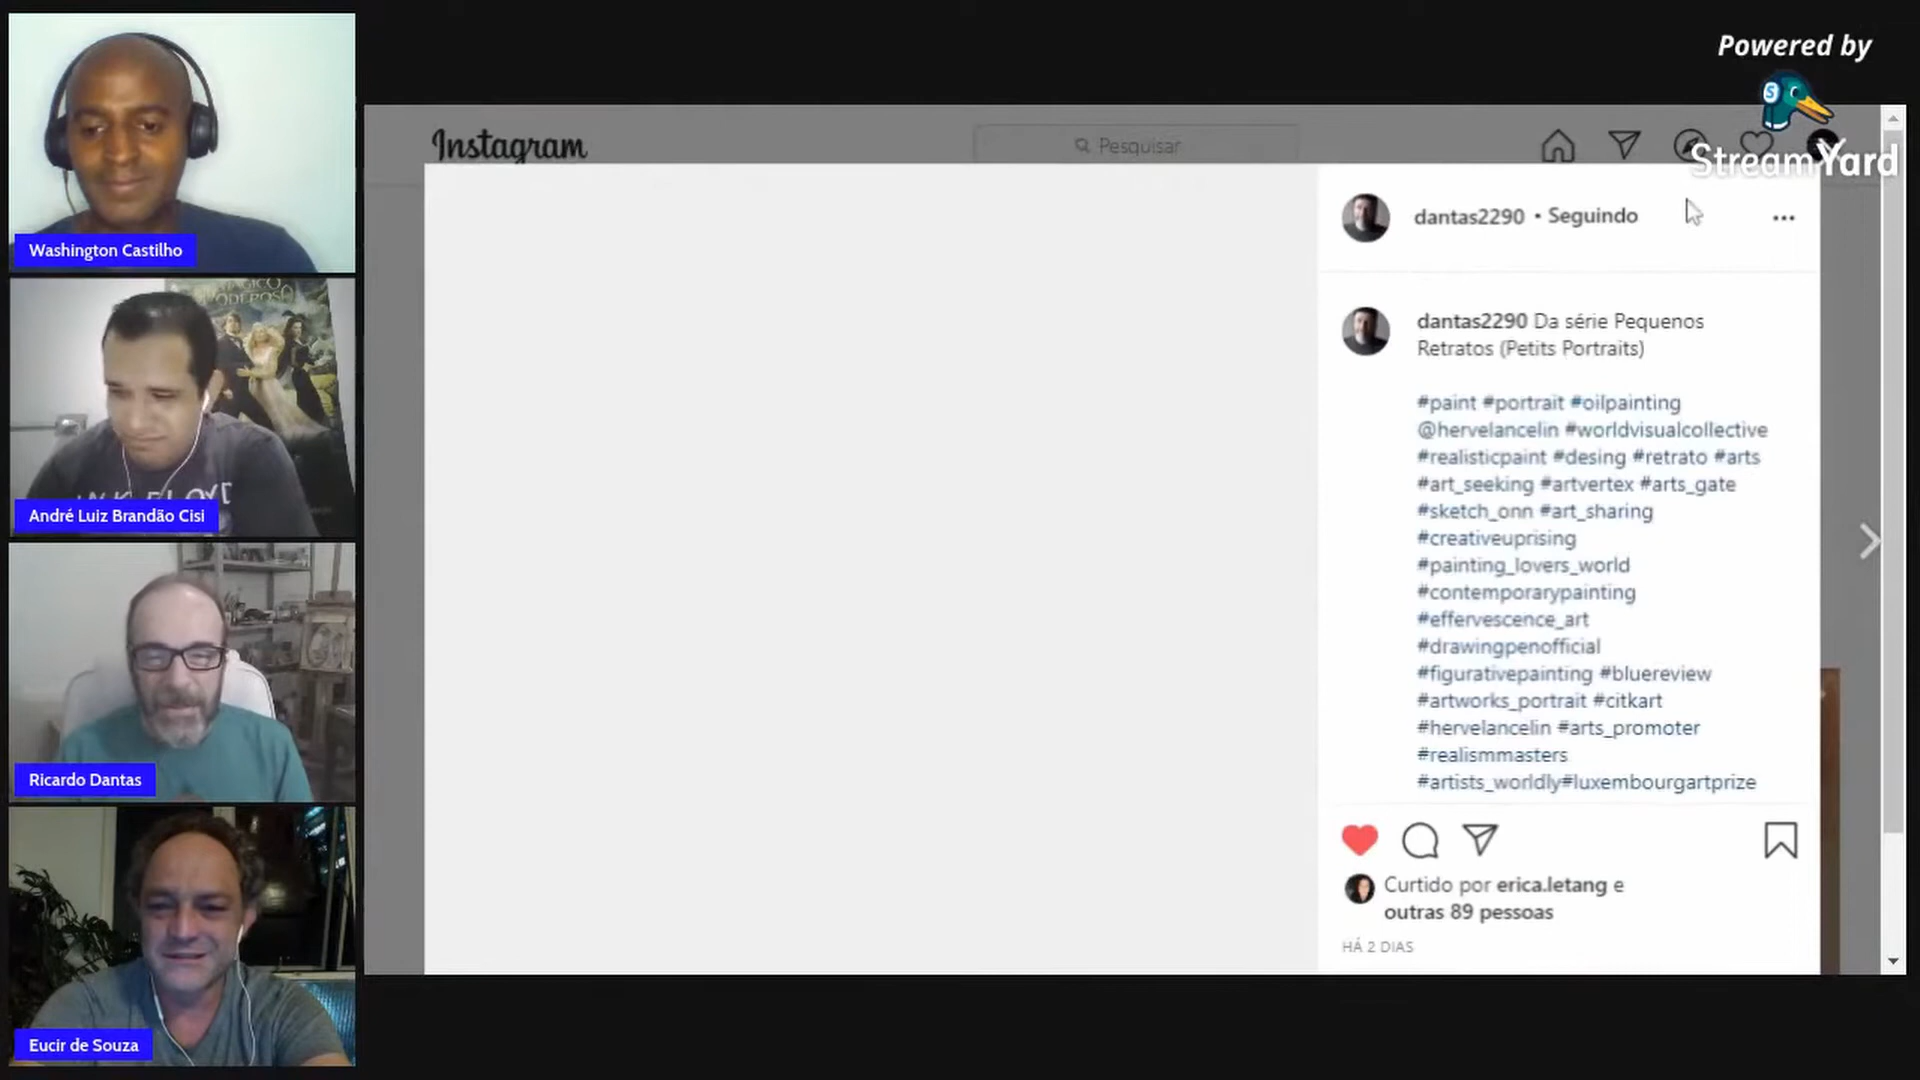 Powered by
StreamYard
Washington Castilho
MÁGICO
PODEROSO
André Luiz Brandão Cisi
Ricardo Dantas
Eucir de Souza
Instagram
Pesquisar
dantas2290 • Seguindo
dantas2290 Da série Pequenos
Retratos (Petits Portraits)
#paint #portrait #oilpainting
@hervelancelin #worldvisualcollective
#realisticpaint #desing #retrato #arts
#art_seeking #artvertex #arts_gate
#sketch_onn #art_sharing
#creativeuprising
#painting_lovers_world
#contemporarypainting
#effervescence_art
#drawingpenofficial
#figurativepainting #bluereview
#artworks_portrait #citkart
#hervelancelin #arts_promoter
#realismmasters
#artists_worldly#luxembourgartprize
Curtido por erica.letang e
outras 89 pessoas
HÁ 2 DIAS